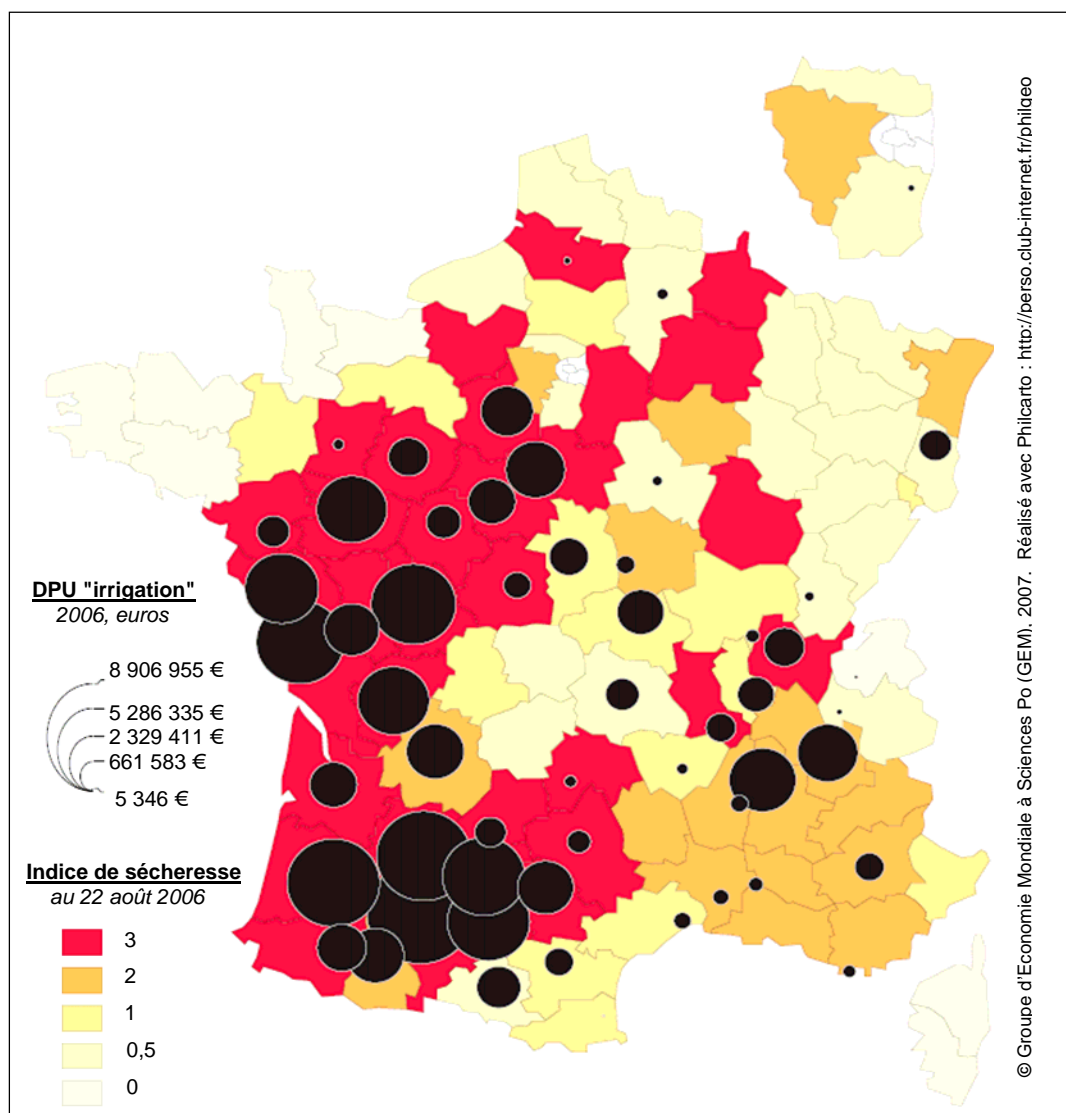 DPU "irrigation"
2006, euros
8 906 955 €
5 286 335 €
2 329 411 €
661 583 €
5 346 €
Indice de sécheresse
au 22 août 2006
3
2
1
0,5
0
© Groupe d'Economie Mondiale à Sciences Po (GEM). 2007. Réalisé avec Philcarto : http://perso.club-internet.fr/philgeo